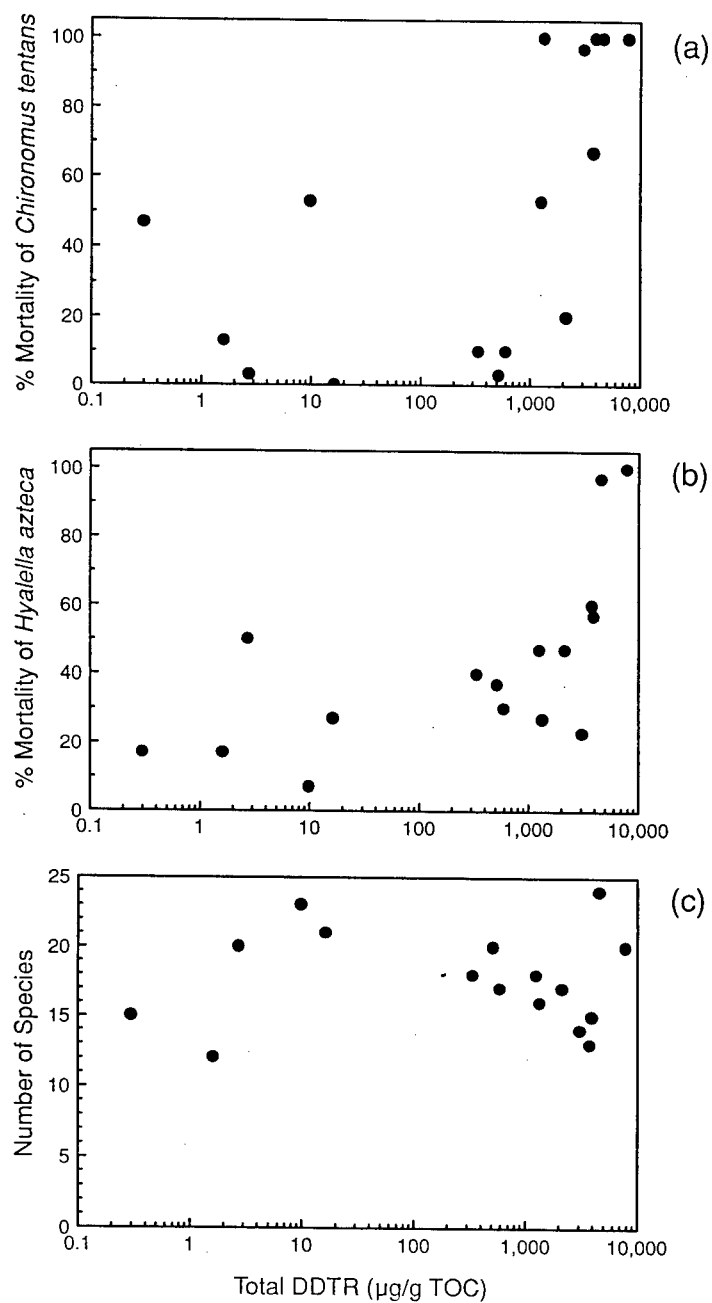 (a)
% Mortality of Chironomus tentans
100
80
60
40
20
0
0.1 1 10 100 1,000 10,000
(b)
% Mortality of Hyalella azteca
100
80
60
40
20
0
0.1 1 10 100 1,000 10,000
(c)
Number of Species
25
20
15
10
5
0
0.1 1 10 100 1,000 10,000
Total DDTR (µg/g TOC)